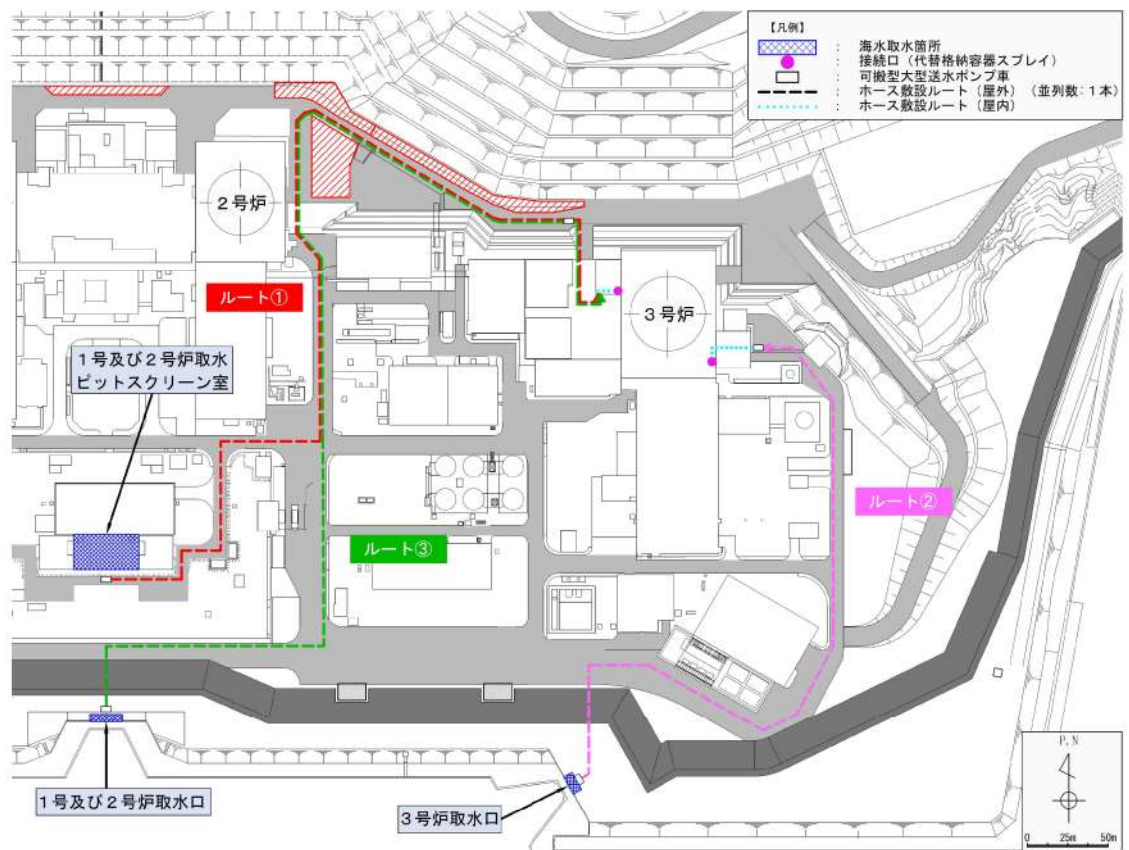 【凡例】
: 海水取水箇所
: 接続口（代替格納容器スプレイ）
: 可搬型大型送水ポンプ車
: ホース敷設ルート（屋外）（並列数：１本）
: ホース敷設ルート（屋内）
２号炉
３号炉
ルート①
１号及び２号炉取水
ピットスクリーン室
ルート②
ルート③
１号及び２号炉取水口
３号炉取水口
P.N
0 25m 50m